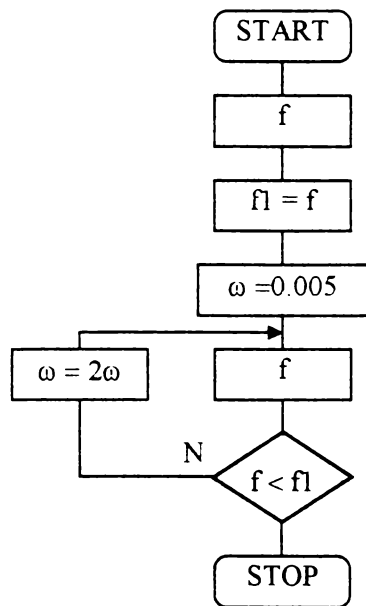 START
f
f1 = f
ω =0.005
ω = 2ω
f
N
f < f1
STOP